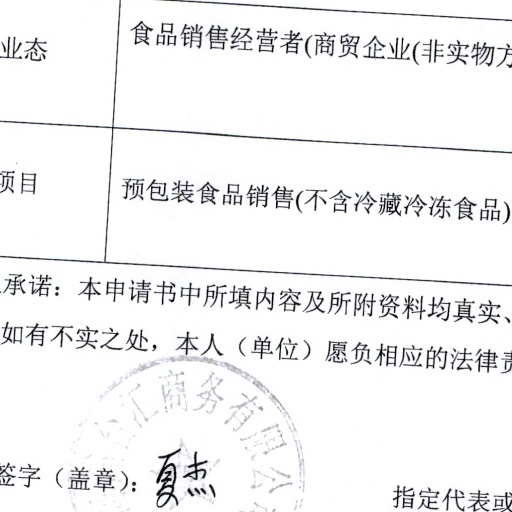 业态
食品销售经营者(商贸企业(非实物方
项目
预包装食品销售(不含冷藏冷冻食品)
承诺：本申请书中所填内容及所附资料均真实、
如有不实之处，本人（单位）愿负相应的法律责
汇商务有限公
签字（盖章）：夏杰
指定代表或